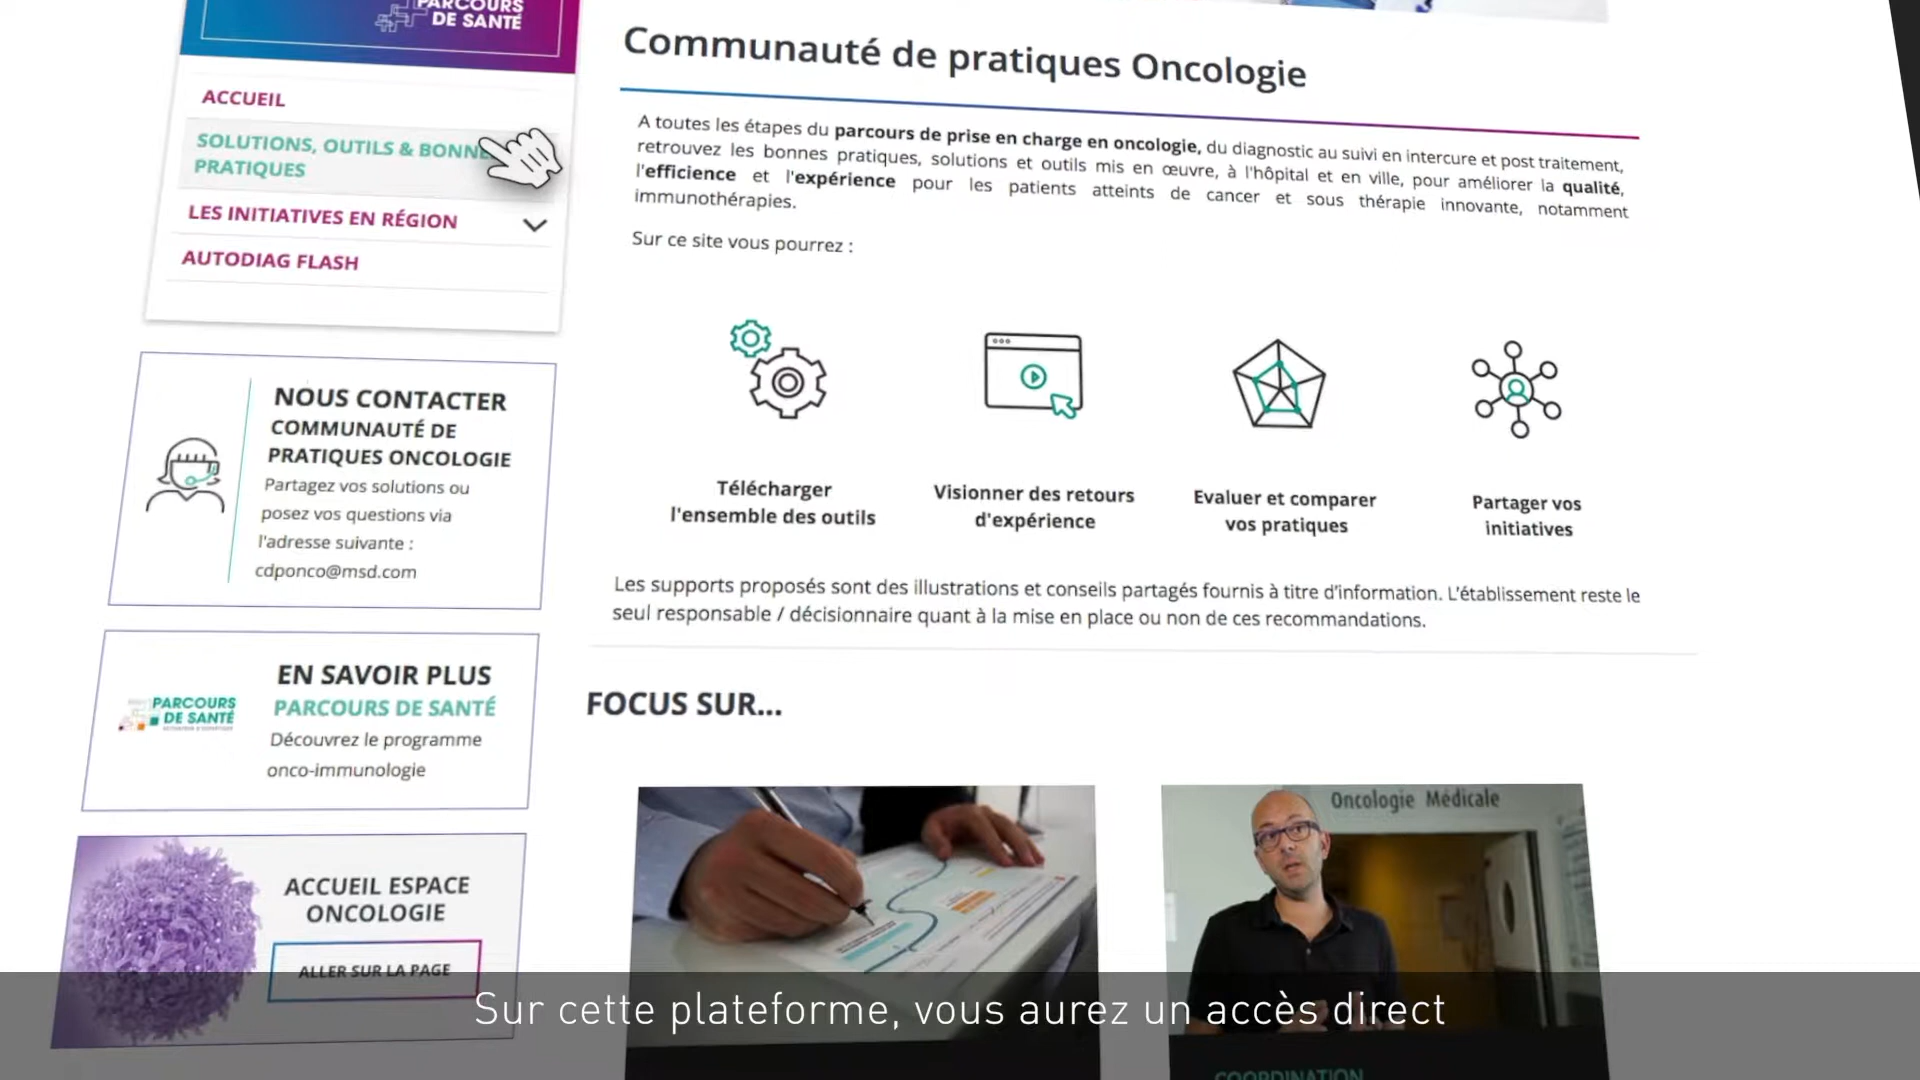 PARCOURS
DE SANTÉ
ACCUEIL
SOLUTIONS, OUTILS & BONNE
PRATIQUES
LES INITIATIVES EN RÉGION
AUTODIAG FLASH
NOUS CONTACTER
COMMUNAUTÉ DE
PRATIQUES ONCOLOGIE
Partagez vos solutions ou
posez vos questions via
l'adresse suivante :
cdponco@msd.com
EN SAVOIR PLUS
PARCOURS DE SANTÉ
Découvrez le programme
onco-immunologie
PARCOURS
DE SANTÉ
ACCUEIL ESPACE
ONCOLOGIE
ALLER SUR LA PAGE
Communauté de pratiques Oncologie
A toutes les étapes du parcours de prise en charge en oncologie, du diagnostic au suivi en intercure et post traitement,
retrouvez les bonnes pratiques, solutions et outils mis en œuvre, à l'hôpital et en ville, pour améliorer la qualité,
l'efficience et l'expérience pour les patients atteints de cancer et sous thérapie innovante, notamment
immunothérapies.
Sur ce site vous pourrez :
Télécharger
l'ensemble des outils
Visionner des retours
d'expérience
Evaluer et comparer
vos pratiques
Partager vos
initiatives
Les supports proposés sont des illustrations et conseils partagés fournis à titre d’information. L’établissement reste le
seul responsable / décisionnaire quant à la mise en place ou non de ces recommandations.
FOCUS SUR...
Oncologie Médicale
COORDINATION
Sur cette plateforme, vous aurez un accès direct